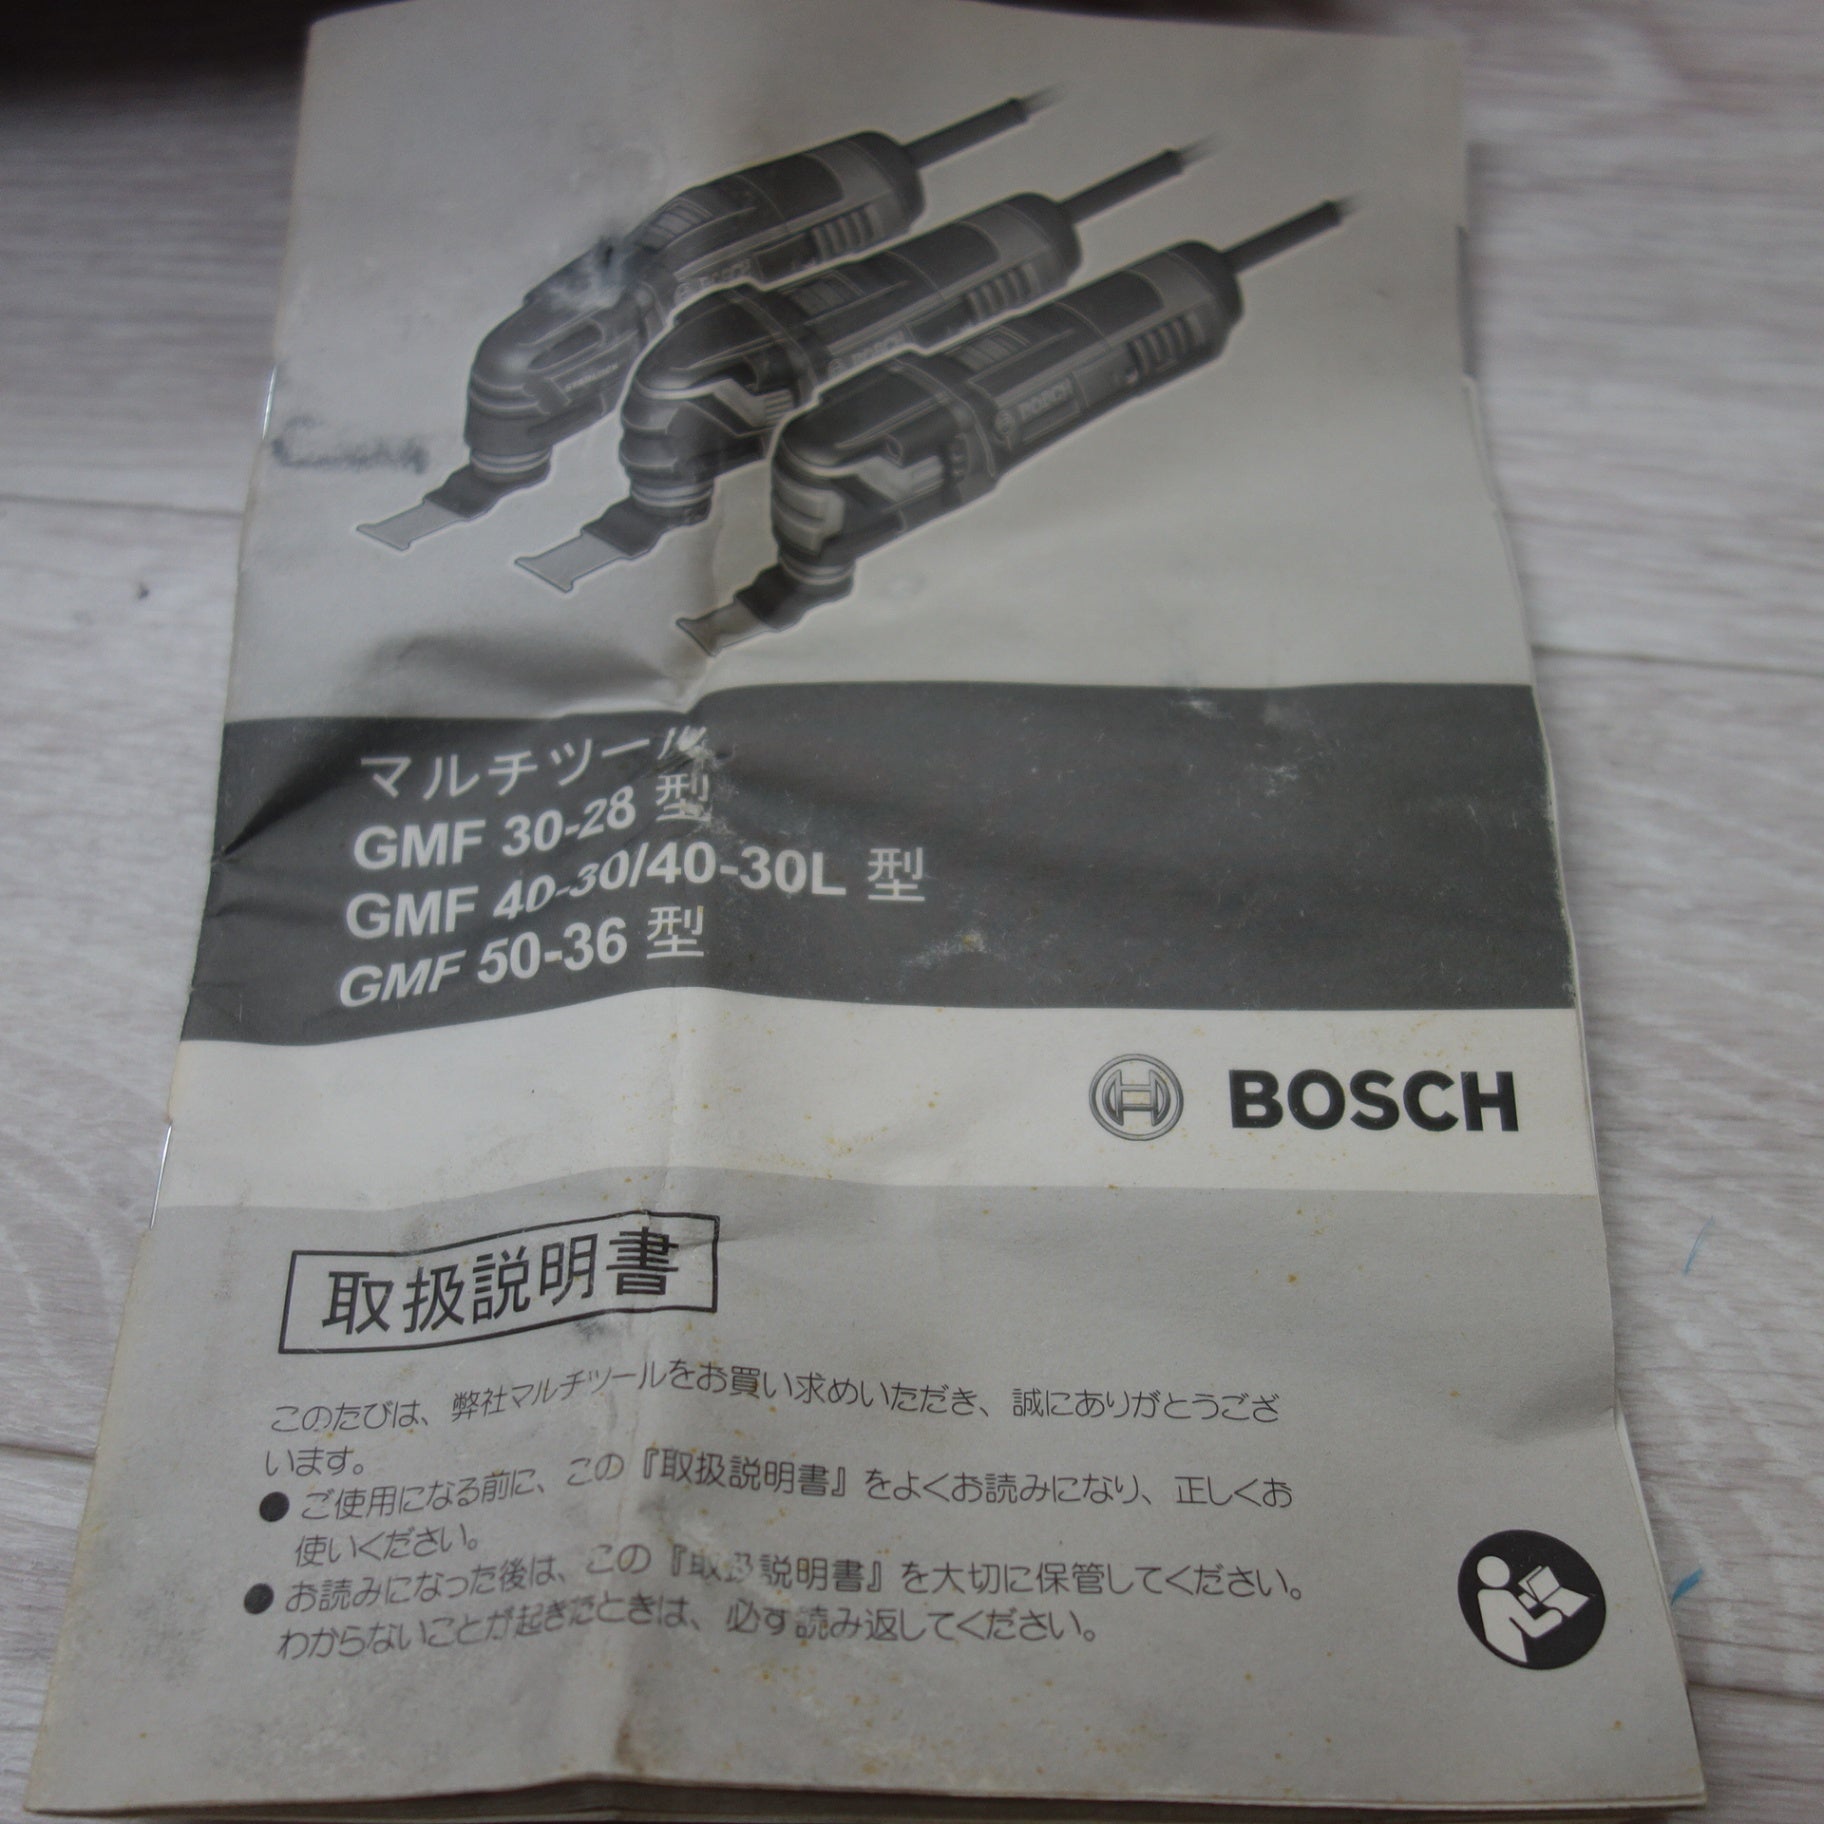 BOSCH
BOSCH
BOSCH
マルチツール
GMF 30-28 型
GMF 40-30/40-30L 型
GMF 50-36 型
BOSCH
取扱説明書
このたびは、弊社マルチツールをお買い求めいただき、誠にありがとうござ
います。
● ご使用になる前に、この『取扱説明書』をよくお読みになり、正しくお
使いください。
● お読みになった後は、この『取扱説明書』を大切に保管してください。
わからないことが起きたときは、必ず読み返してください。